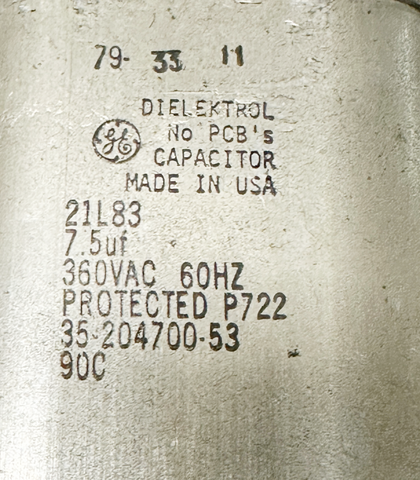 79- 33 11
DIELEKTROL
GE
No PCB's
CAPACITOR
MADE IN USA
21L83
7.5uf
360VAC 60HZ
PROTECTED P722
35-204700-53
90C